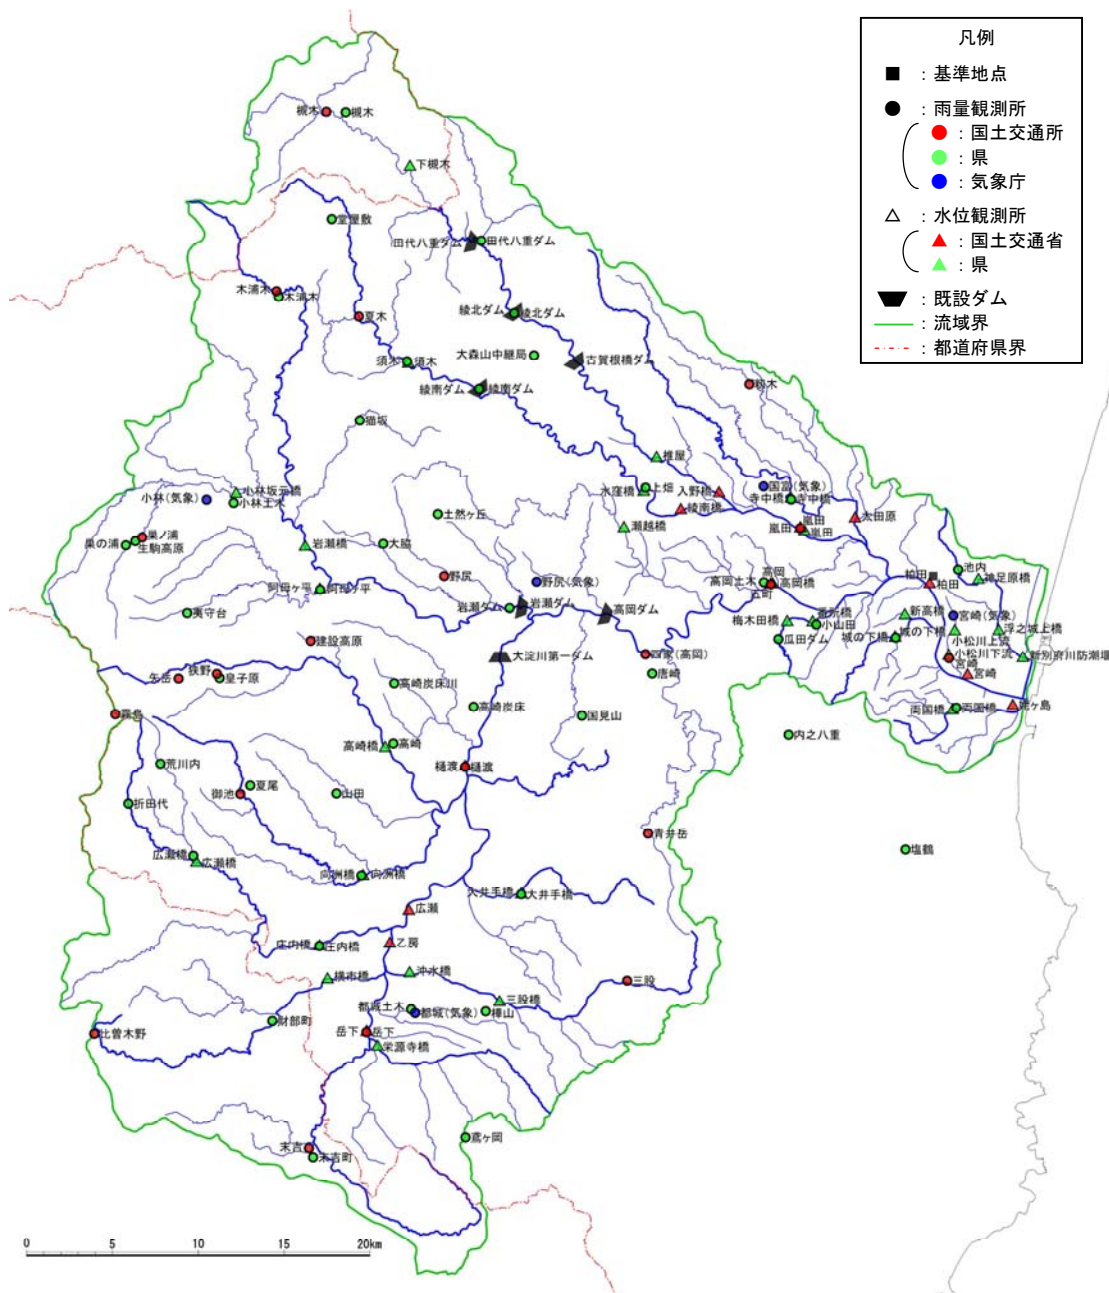 凡例
■ ：基準地点
● ：雨量観測所
● ：国土交通所
● ：県
● ：気象庁
△ ：水位観測所
▲ ：国土交通省
▲ ：県
：既設ダム
：流域界
：都道府県界
槻木 槻木
下槻木
堂屋敷
田代八重ダム 田代八重ダム
木浦木
木浦木
綾北ダム 綾北ダム
夏木
大森山中継局 古賀根橋ダム
須木 須木
綾南ダム 綾南ダム
猫坂
椎屋
小林坂元橋
小林(気象)
小林土木
水窪橋 上畑
入野橋 国富(気象)
寺中橋 寺中橋
綾南橋
土然ヶ丘
瀬越橋
嵐田
嵐田 嵐田
太田原
巣ノ浦
巣の浦 生駒高原
岩瀬橋 大脇
野尻 野尻(気象)
阿母ヶ平 阿母ヶ平
高岡
高岡土木 高岡橋
柏田 柏田
池内
神足原橋
夷守台
岩瀬ダム 岩瀬ダム
高岡ダム
梅木田橋
小山田
新高橋 宮崎(気象)
瓜田ダム
城の下橋 城の下橋
小松川上流 浮之城上橋
建設高原
大淀川第一ダム
四家(高岡)
唐崎
小松川下流
宮崎 宮崎
新別府川防潮堰
矢岳 狭野 皇子原
高崎炭床川
高崎炭床
国見山
霧島
両国橋 両国橋
高崎橋 高崎
内之八重
荒川内
樋渡 樋渡
夏尾
御池
山田
折田代
青井岳
塩鶴
広瀬橋 広瀬橋
向洲橋 向洲橋
大井手橋 大井手橋
広瀬
庄内橋 庄内橋
乙房
横市橋 沖水橋
三股
三股橋
都城土木 都城(気象) 樺山
財部町
比曽木野
岳下 岳下
栄源寺橋
鳶ヶ岡
末吉
末吉町
0 5 10 15 20km